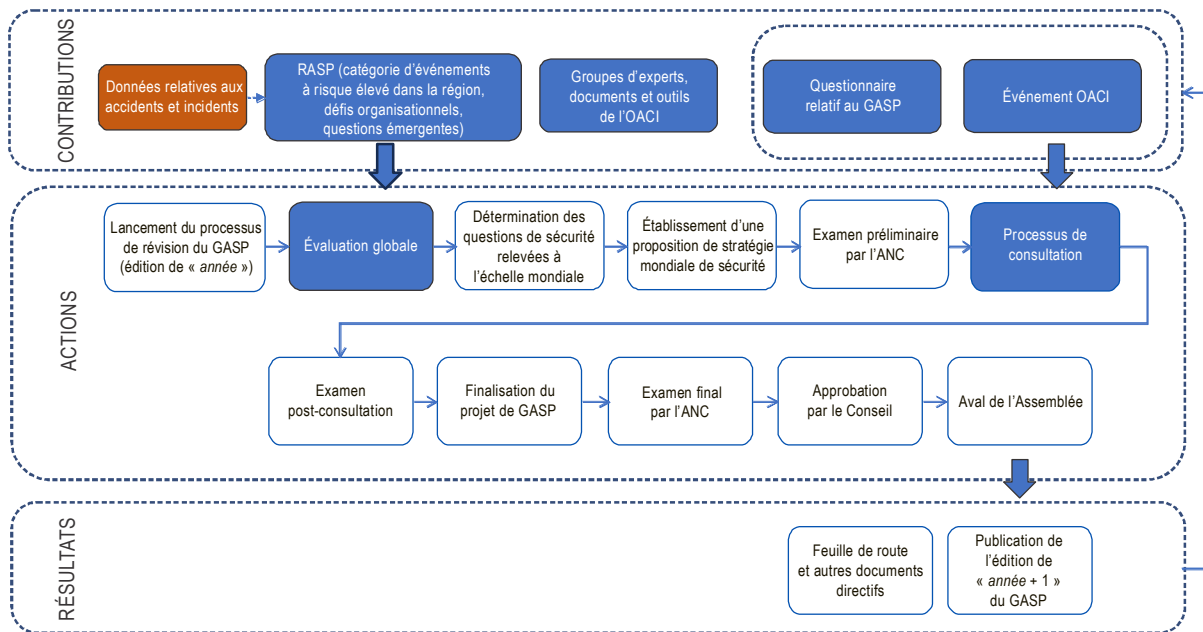 CONTRIBUTIONS
Données relatives aux
accidents et incidents
RASP (catégorie d’événements
à risque élevé dans la région,
défis organisationnels,
questions émergentes)
Groupes d’experts,
documents et outils
de l’OACI
Questionnaire
relatif au GASP
Événement OACI
ACTIONS
Lancement du processus
de révision du GASP
(édition de « année »)
Évaluation globale
Détermination des
questions de sécurité
relevées à
l’échelle mondiale
Établissement d’une
proposition de stratégie
mondiale de sécurité
Examen préliminaire
par l’ANC
Processus de
consultation
Examen
post-consultation
Finalisation du
projet de GASP
Examen final
par l’ANC
Approbation
par le Conseil
Aval de l’Assemblée
RÉSULTATS
Feuille de route
et autres documents
directifs
Publication de
l’édition de
« année + 1 »
du GASP